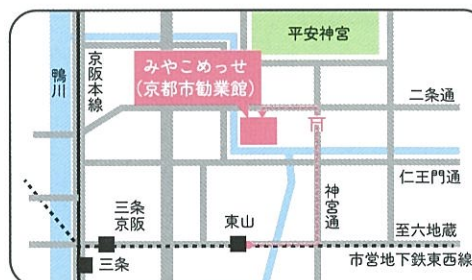 平安神宮
鴨川
京阪本線
みやこめっせ
(京都市勧業館)
二条通
仁王門通
神宮通
三条
京阪
東山
至六地蔵
三条
市営地下鉄東西線